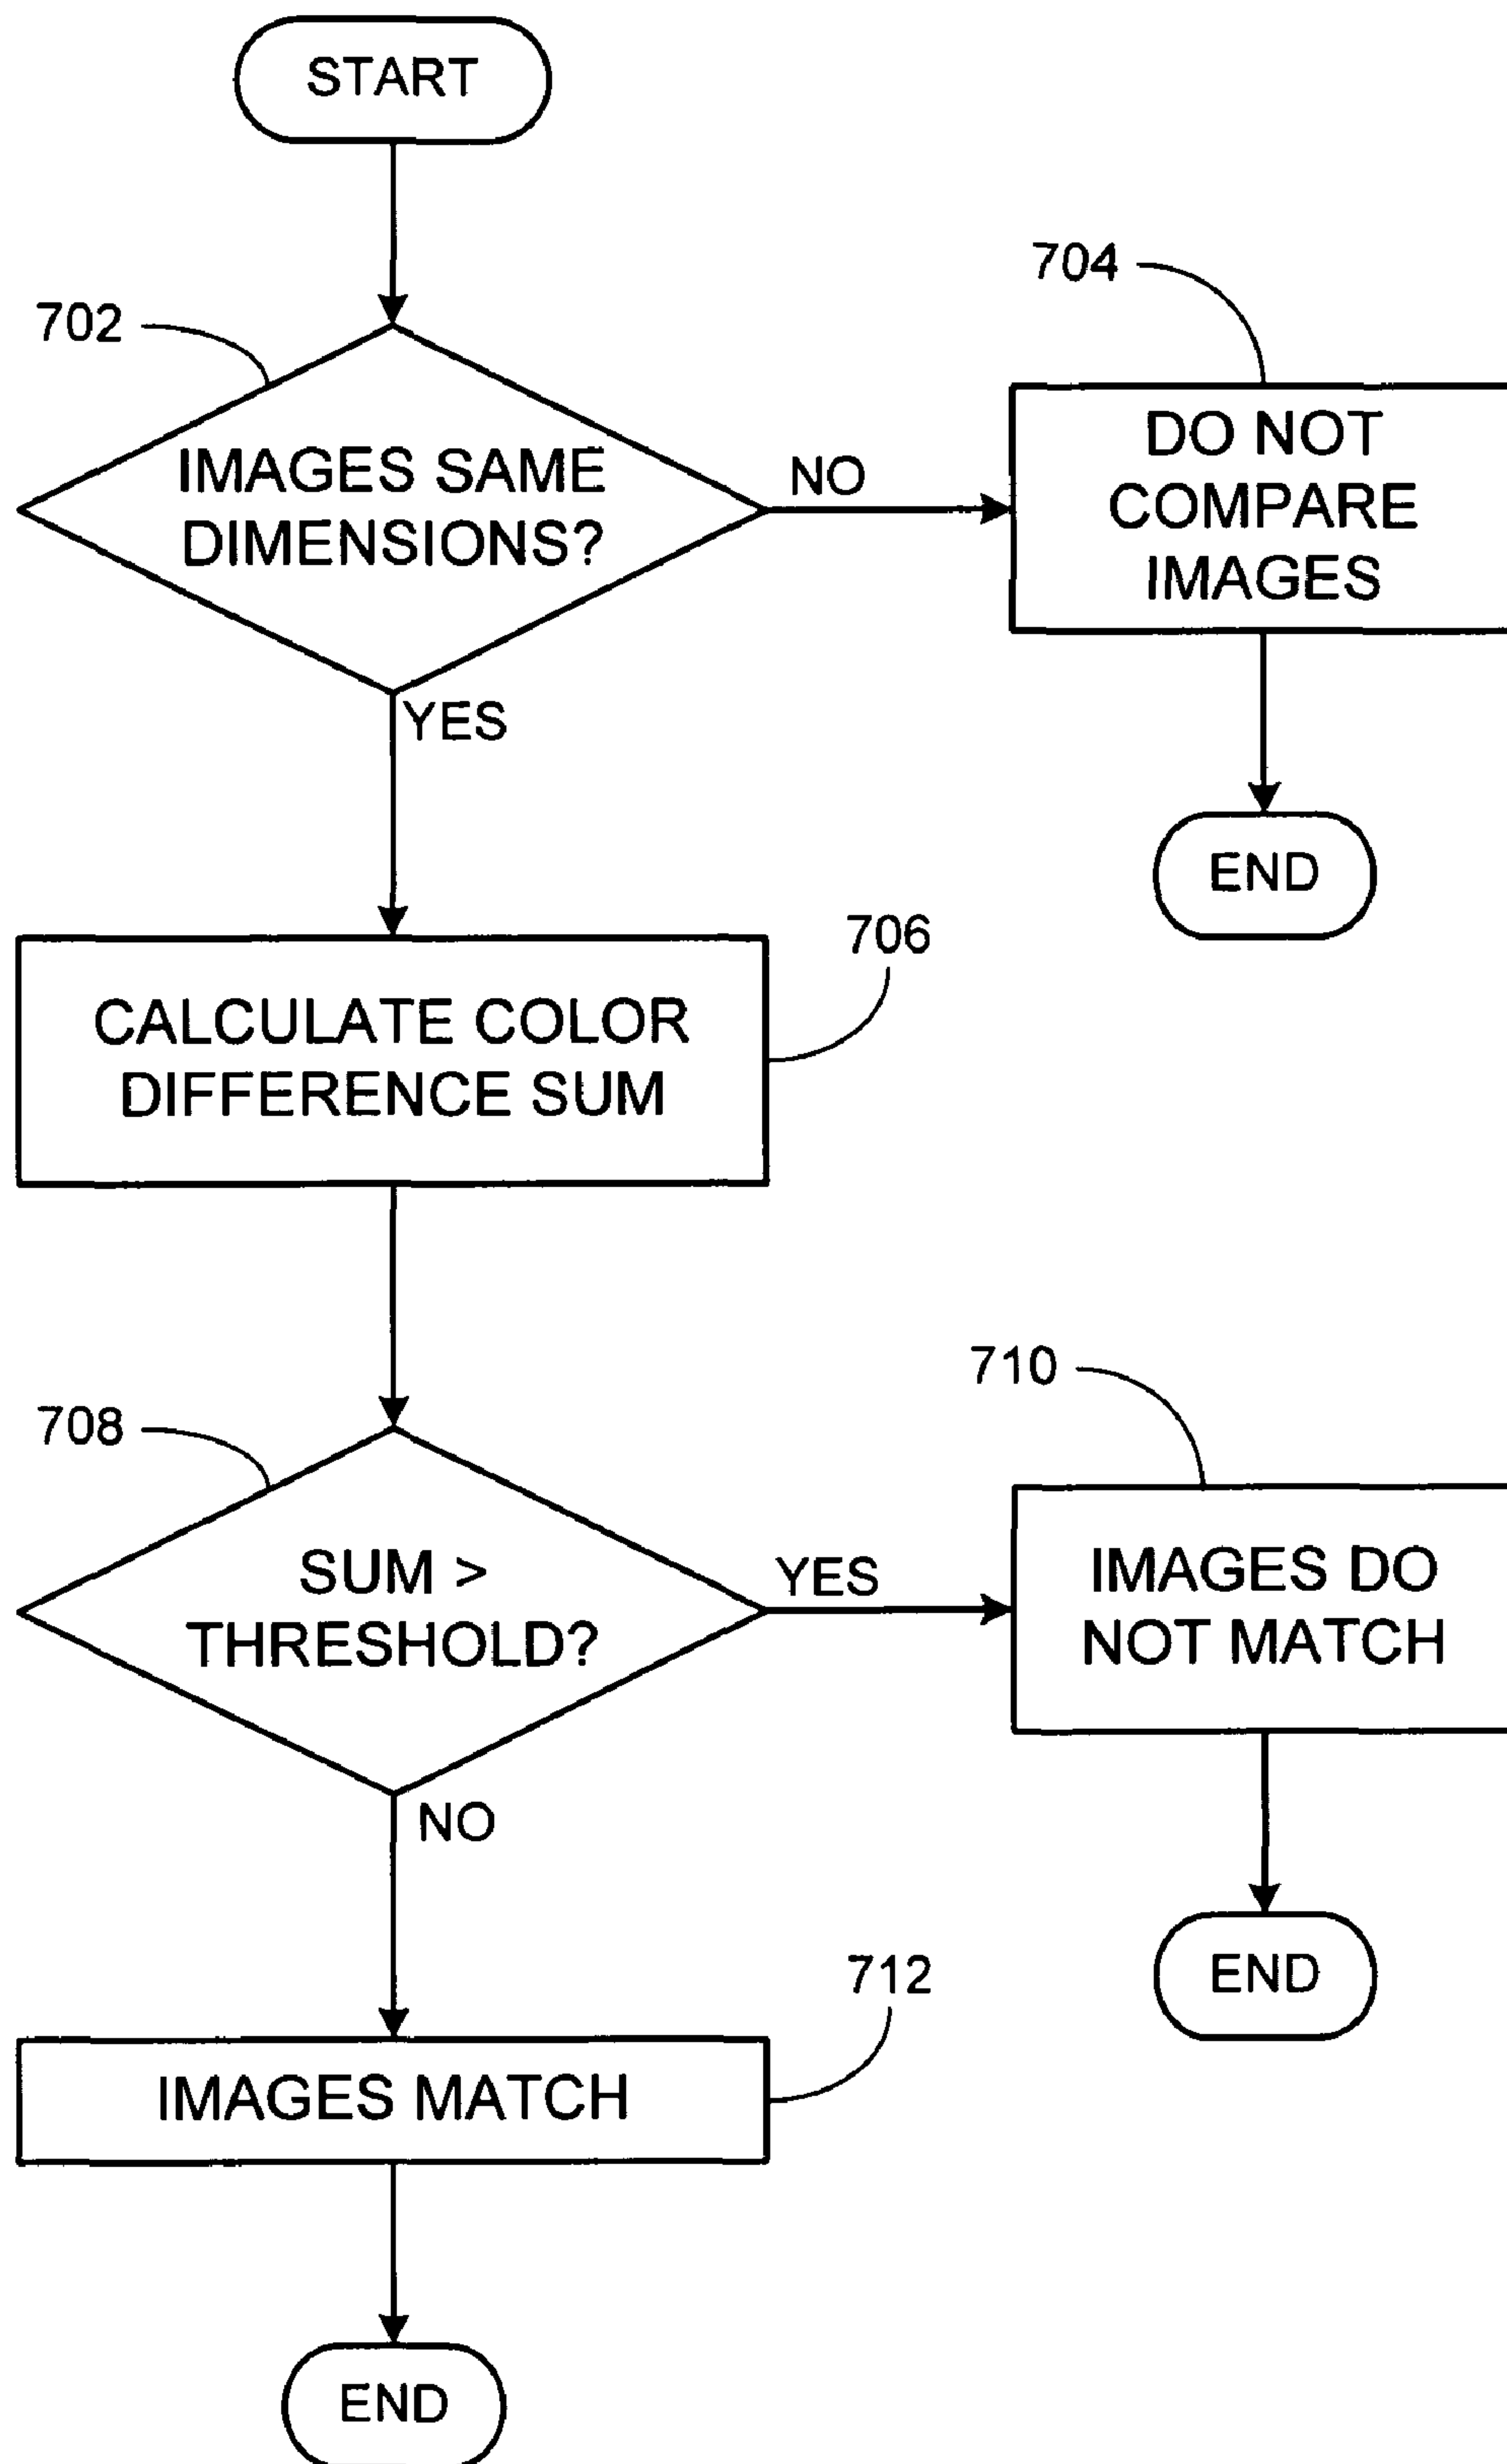 START
702
704
IMAGES SAME
DIMENSIONS?
NO
DO NOT
COMPARE
IMAGES
YES
END
706
CALCULATE COLOR
DIFFERENCE SUM
708
710
SUM >
THRESHOLD?
YES
IMAGES DO
NOT MATCH
NO
END
712
IMAGES MATCH
END